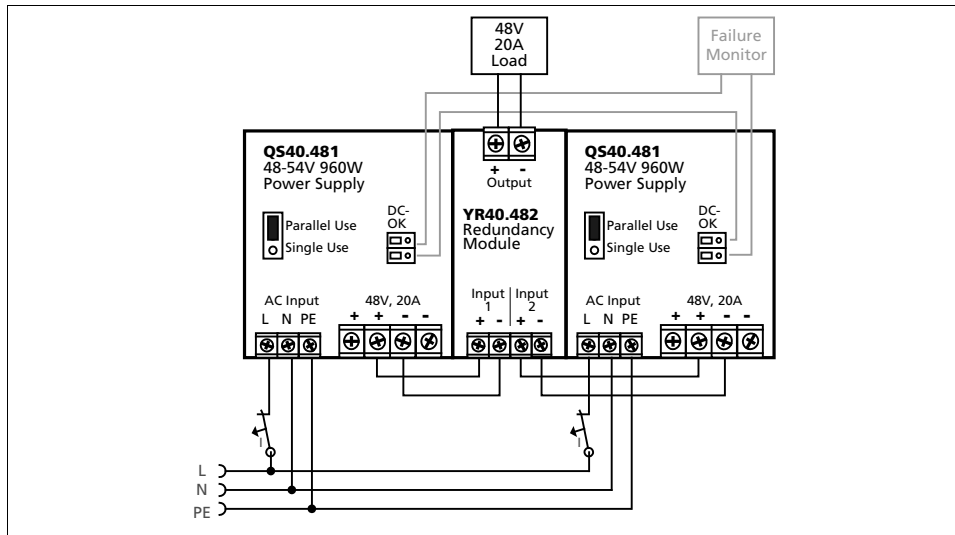 48V
20A
Load
Failure
Monitor
QS40.481
48-54V 960W
Power Supply
Parallel Use
Single Use
DC-
OK
AC Input
L N PE
48V, 20A
+ + - -
+ -
Output
YR40.482
Redundancy
Module
Input
1
Input
2
+ - + -
QS40.481
48-54V 960W
Power Supply
Parallel Use
Single Use
DC-
OK
AC Input
L N PE
48V, 20A
+ + - -
I
I
L
N
PE